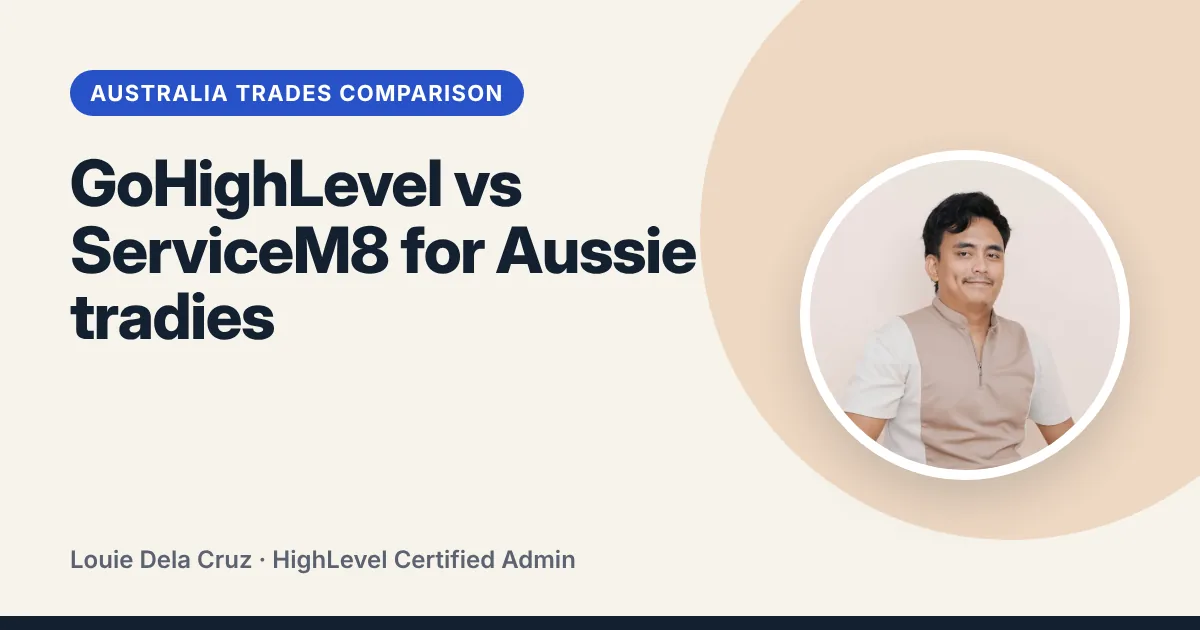 AUSTRALIA TRADES COMPARISON
GoHighLevel vs
ServiceM8 for Aussie
tradies
Louie Dela Cruz · HighLevel Certified Admin